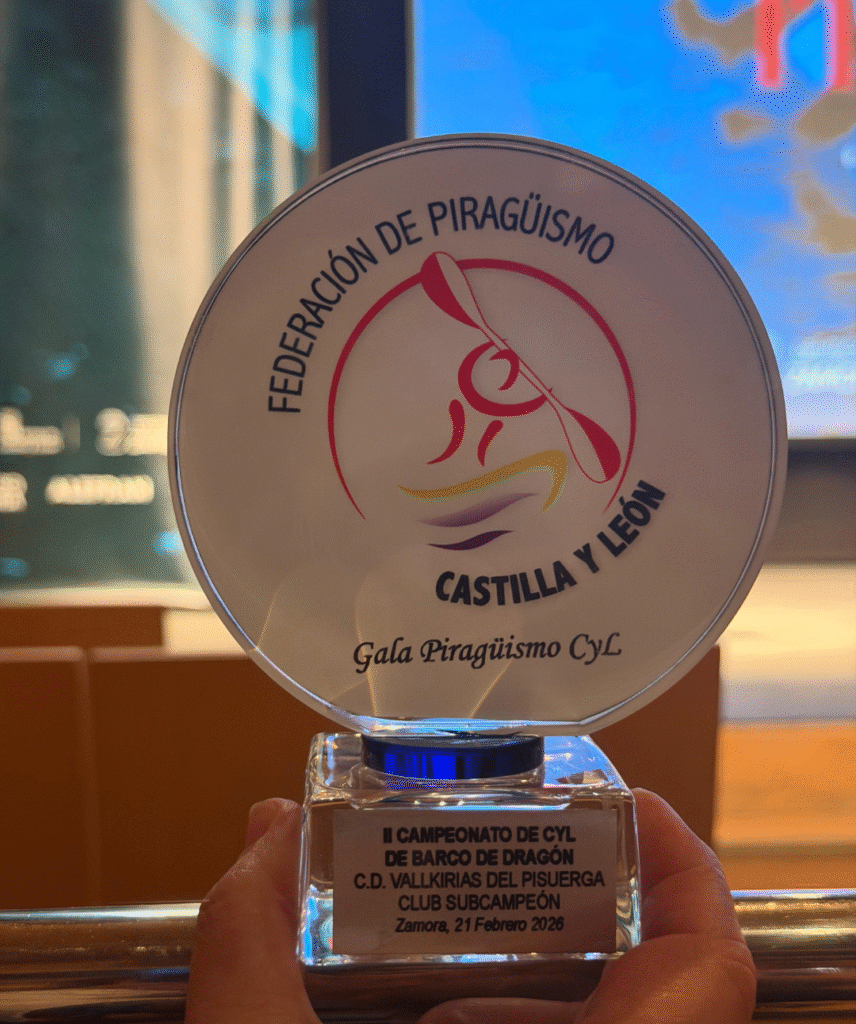 FEDERACIÓN DE PIRAGÜISMO
CASTILLA Y LEÓN
Gala Piragüismo CyL
II CAMPEONATO DE CYL
DE BARCO DE DRAGÓN
C.D. VALLKIRIAS DEL PISUERGA
CLUB SUBCAMPEÓN
Zamora, 21 Febrero 2026